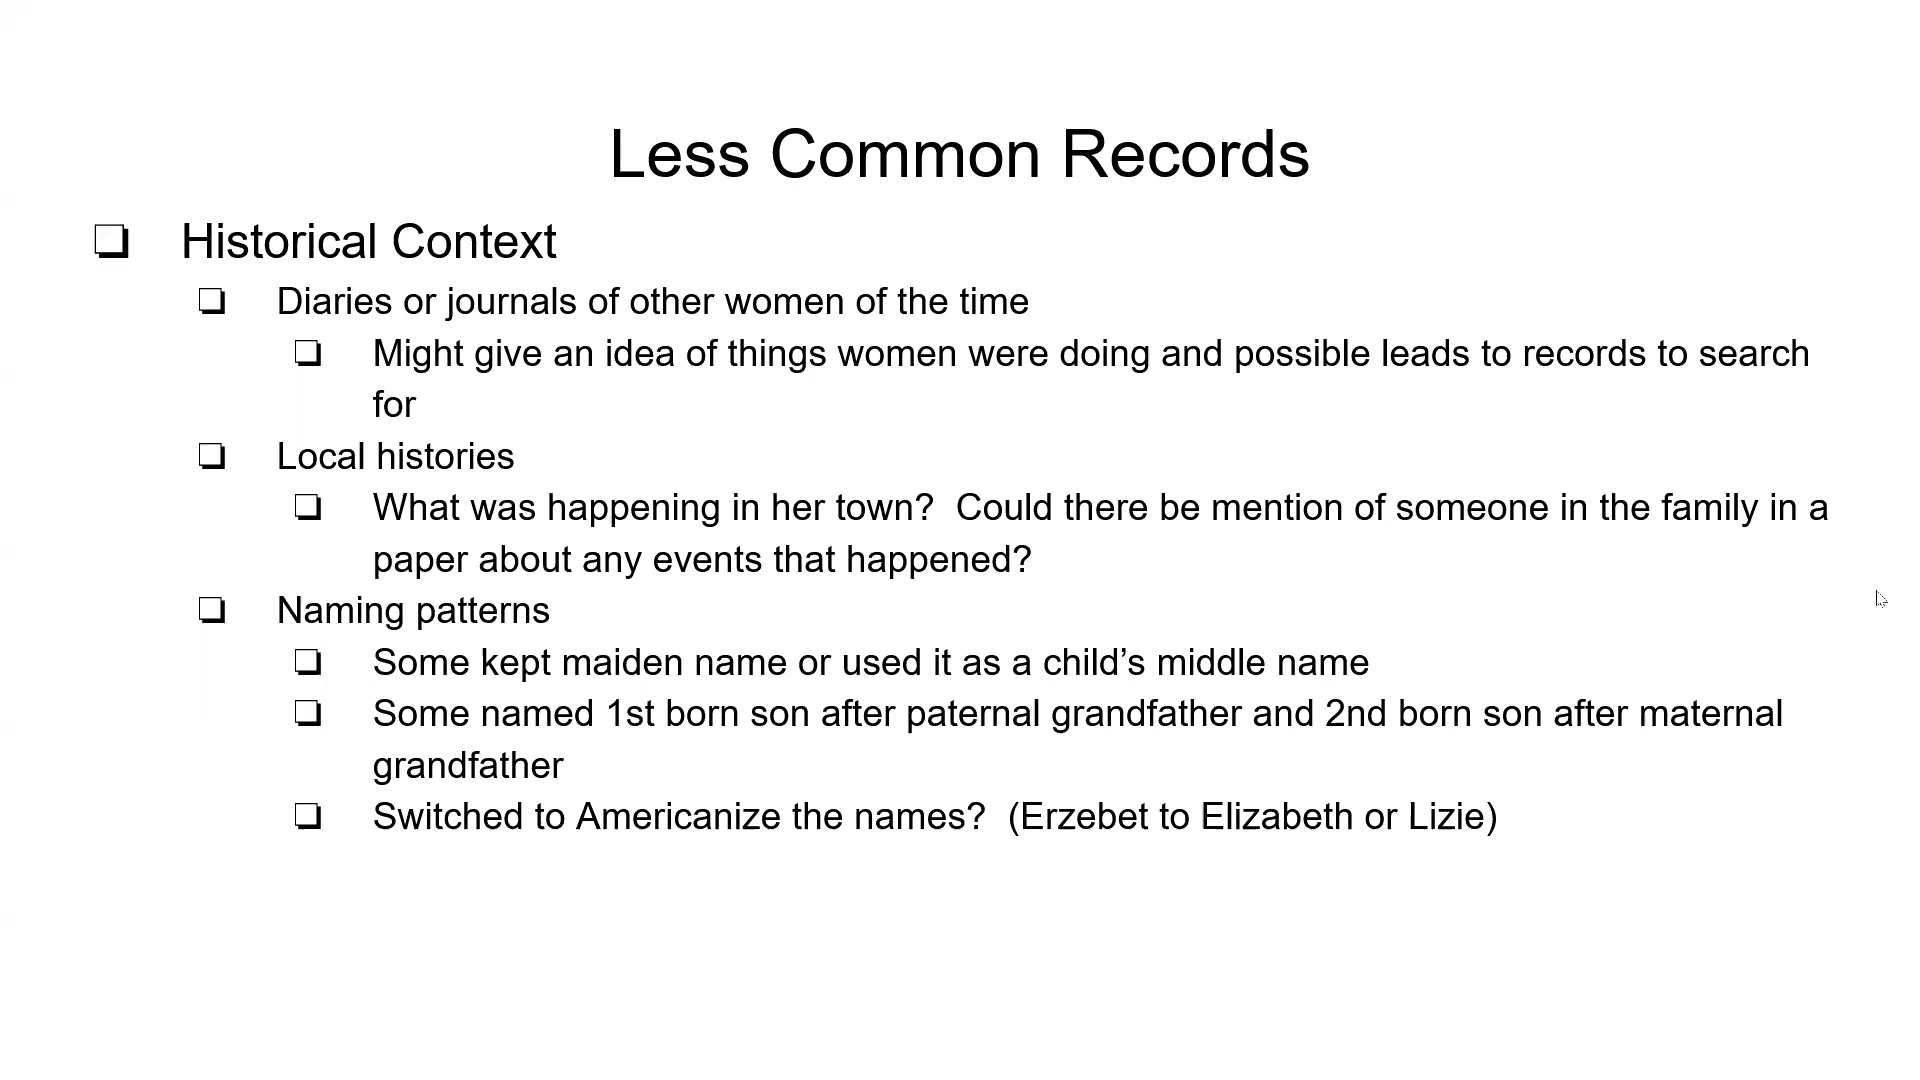 Less Common Records
❏ Historical Context
❏ Diaries or journals of other women of the time
❏ Might give an idea of things women were doing and possible leads to records to search
for
❏ Local histories
❏ What was happening in her town?  Could there be mention of someone in the family in a
paper about any events that happened?
❏ Naming patterns
❏ Some kept maiden name or used it as a child’s middle name
❏ Some named 1st born son after paternal grandfather and 2nd born son after maternal
grandfather
❏ Switched to Americanize the names?  (Erzebet to Elizabeth or Lizie)